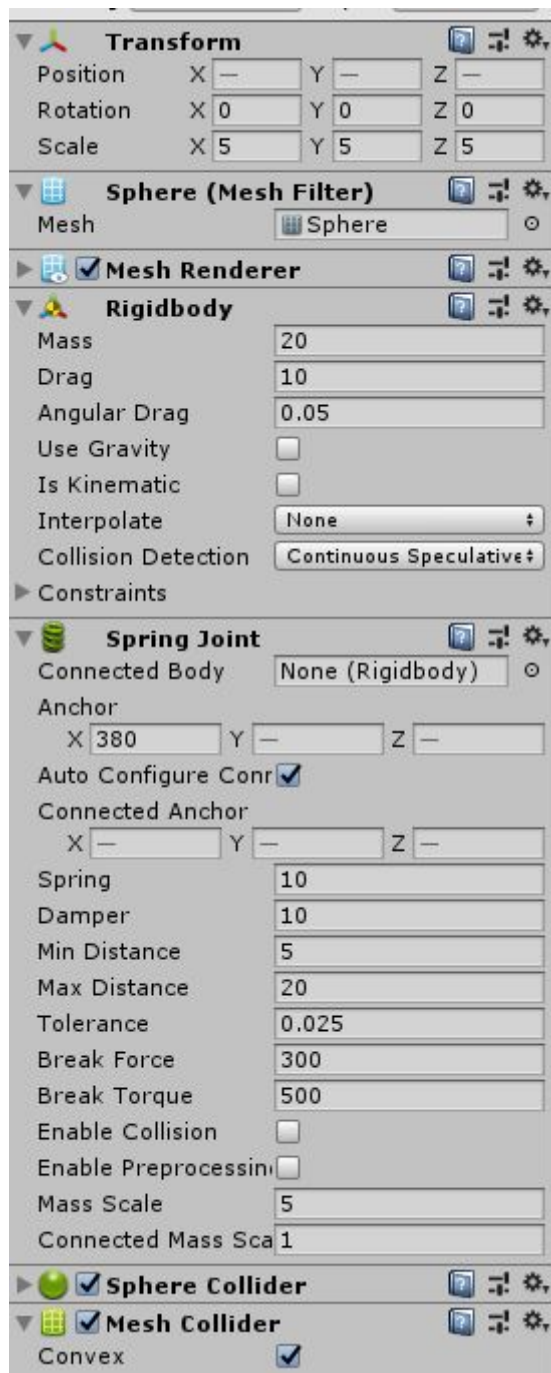 Transform
Position X — Y — Z —
Rotation X 0 Y 0 Z 0
Scale X 5 Y 5 Z 5
Sphere (Mesh Filter)
Mesh Sphere
Mesh Renderer
Rigidbody
Mass 20
Drag 10
Angular Drag 0.05
Use Gravity
Is Kinematic
Interpolate None
Collision Detection Continuous Speculative
Constraints
Spring Joint
Connected Body None (Rigidbody)
Anchor
X 380 Y — Z —
Auto Configure Conr
Connected Anchor
X — Y — Z —
Spring 10
Damper 10
Min Distance 5
Max Distance 20
Tolerance 0.025
Break Force 300
Break Torque 500
Enable Collision
Enable Preprocessin
Mass Scale 5
Connected Mass Sca 1
Sphere Collider
Mesh Collider
Convex